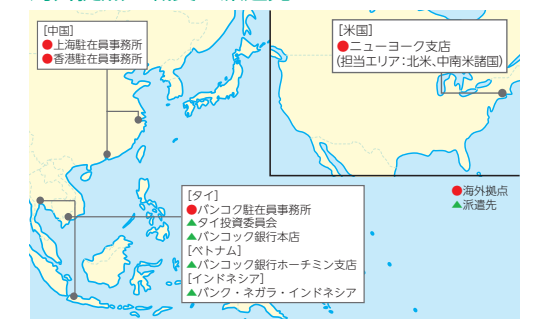 [中国]
●上海駐在員事務所
●香港駐在員事務所
[米国]
●ニューヨーク支店
(担当エリア:北米、中南米諸国)
[タイ]
●バンコク駐在員事務所
▲タイ投資委員会
▲バンコック銀行本店
[ベトナム]
▲バンコック銀行ホーチミン支店
[インドネシア]
▲バンク・ネガラ・インドネシア
●海外拠点
▲派遣先